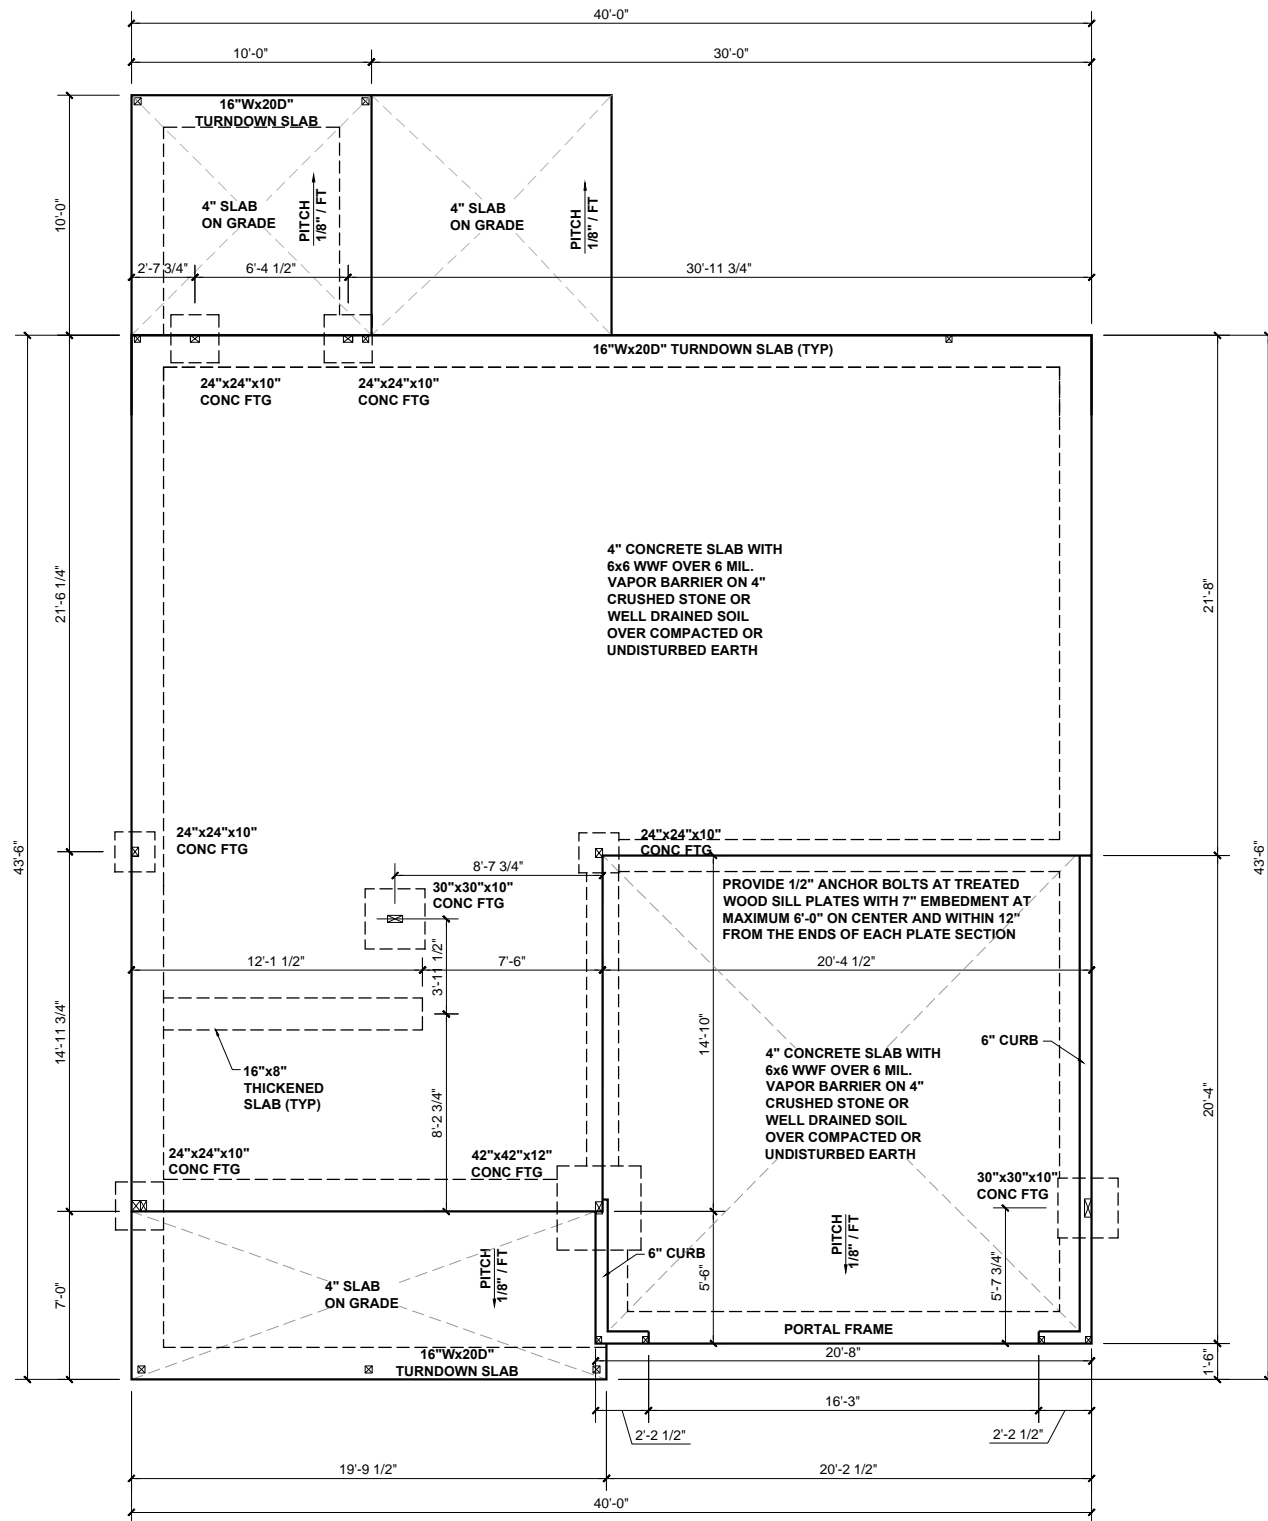 40'-0"
10'-0"
30'-0"
16"Wx20D"
TURNDOWN SLAB
10'-0"
4" SLAB
ON GRADE
PITCH
1/8" / FT
4" SLAB
ON GRADE
PITCH
1/8" / FT
2'-7 3/4"
6'-4 1/2"
30'-11 3/4"
16"Wx20D" TURNDOWN SLAB (TYP)
24"x24"x10"
CONC FTG
24"x24"x10"
CONC FTG
21'-6 1/4"
21'-8"
4" CONCRETE SLAB WITH
6x6 WWF OVER 6 MIL.
VAPOR BARRIER ON 4"
CRUSHED STONE OR
WELL DRAINED SOIL
OVER COMPACTED OR
UNDISTURBED EARTH
43'-6"
43'-6"
24"x24"x10"
CONC FTG
24"x24"x10"
CONC FTG
8'-7 3/4"
30"x30"x10"
CONC FTG
PROVIDE 1/2" ANCHOR BOLTS AT TREATED
WOOD SILL PLATES WITH 7" EMBEDMENT AT
MAXIMUM 6'-0" ON CENTER AND WITHIN 12"
FROM THE ENDS OF EACH PLATE SECTION
12'-1 1/2"
3'-11 1/2"
7'-6"
20'-4 1/2"
14'-11 3/4"
14'-10"
6" CURB
16"x8"
THICKENED
SLAB (TYP)
8'-2 3/4"
4" CONCRETE SLAB WITH
6x6 WWF OVER 6 MIL.
VAPOR BARRIER ON 4"
CRUSHED STONE OR
WELL DRAINED SOIL
OVER COMPACTED OR
UNDISTURBED EARTH
20'-4"
24"x24"x10"
CONC FTG
42"x42"x12"
CONC FTG
30"x30"x10"
CONC FTG
PITCH
1/8" / FT
6" CURB
PITCH
1/8" / FT
5'-6"
5'-7 3/4"
7'-0"
4" SLAB
ON GRADE
PORTAL FRAME
16"Wx20D"
TURNDOWN SLAB
20'-8"
1'-6"
16'-3"
2'-2 1/2"
2'-2 1/2"
19'-9 1/2"
20'-2 1/2"
40'-0"